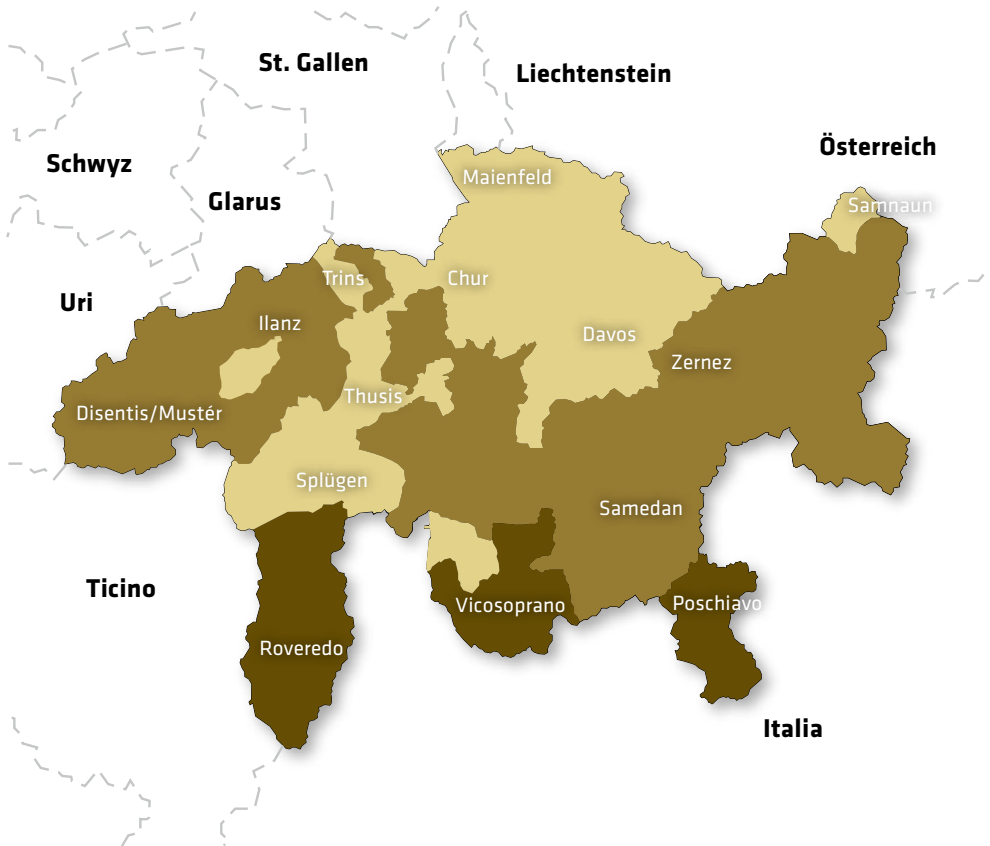 St. Gallen
Liechtenstein
Österreich
Schwyz
Maienfeld
Glarus
Samnaun
Trins
Chur
Uri
Ilanz
Davos
Zernez
Thusis
Disentis/Mustér
Splügen
Samedan
Ticino
Vicosoprano
Poschiavo
Roveredo
Italia